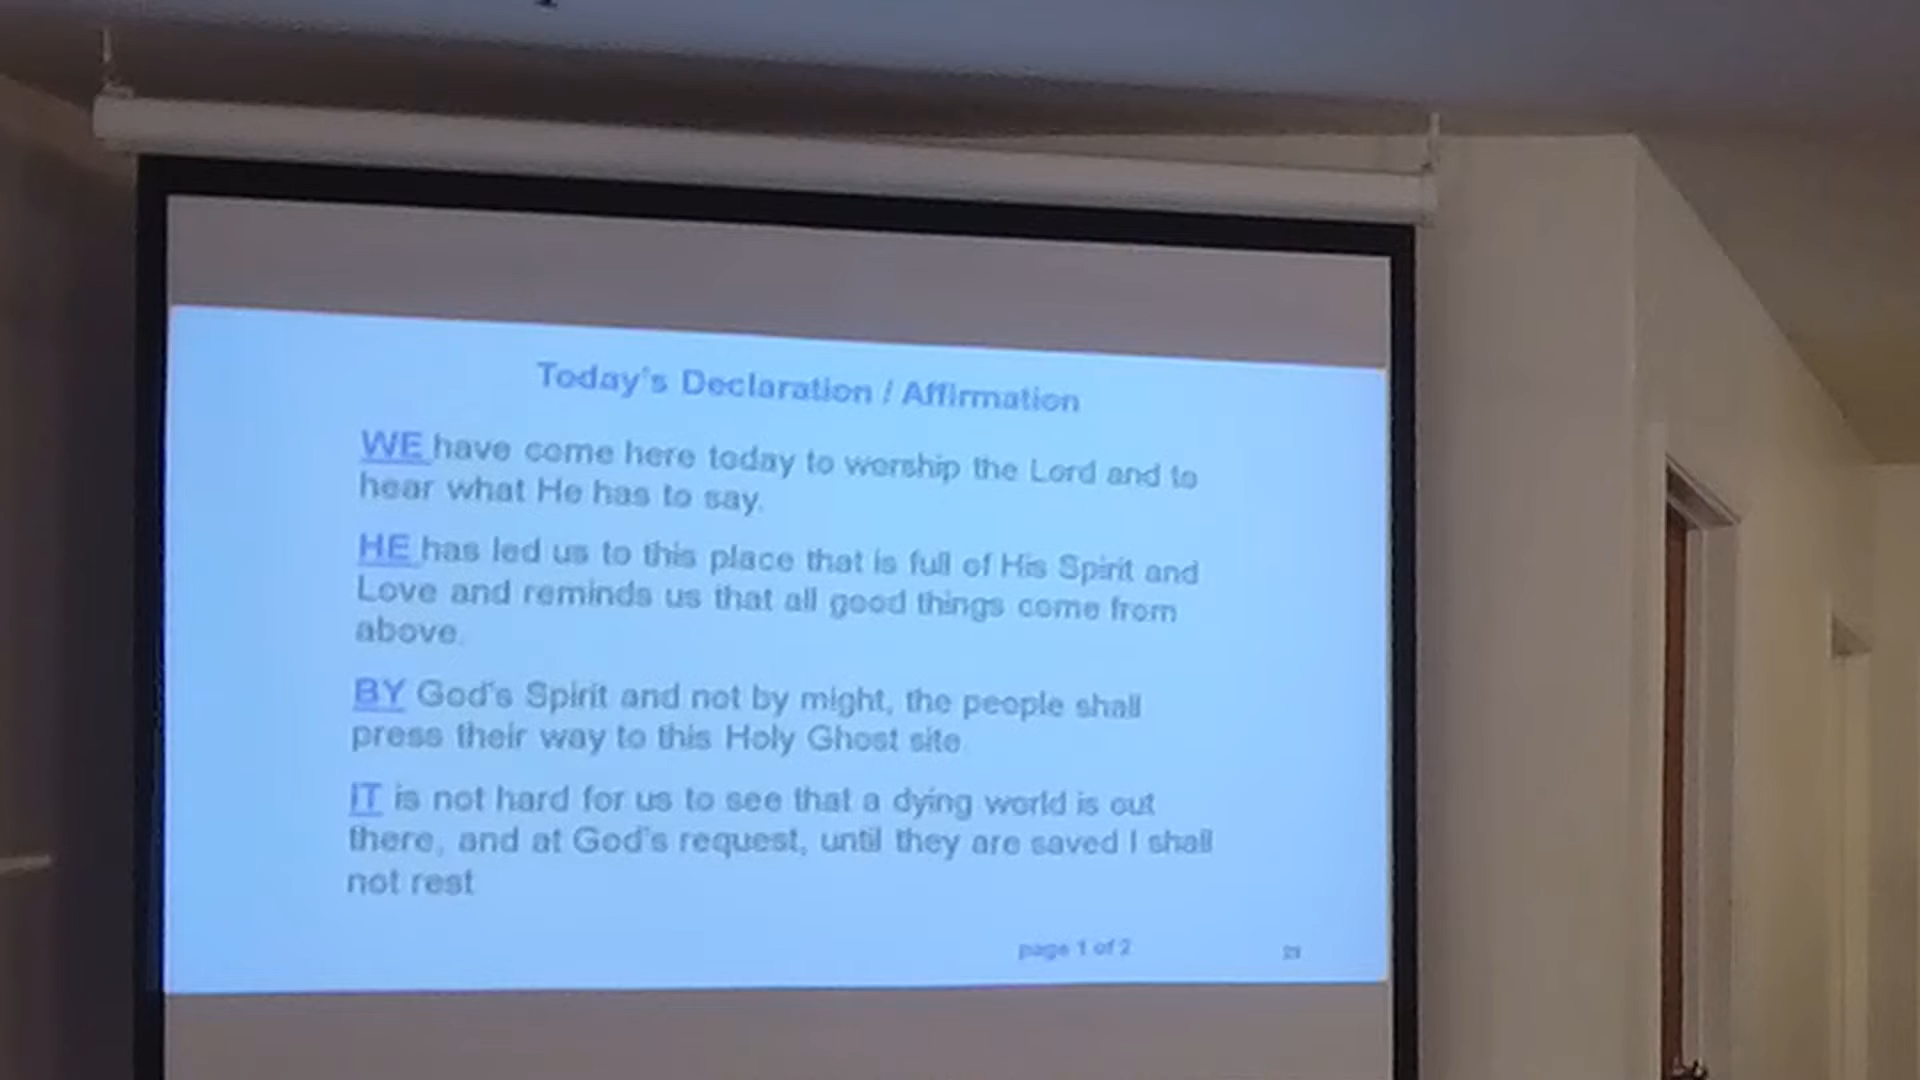 Today's Declaration / Affirmation
WE have come here today to worship the Lord and to
hear what He has to say.
HE has led us to this place that is full of His Spirit and
Love and reminds us that all good things come from
above.
BY God's Spirit and not by might, the people shall
press their way to this Holy Ghost site
IT is not hard for us to see that a dying world is out
there, and at God's request, until they are saved I shall
not rest
page 1 of 2